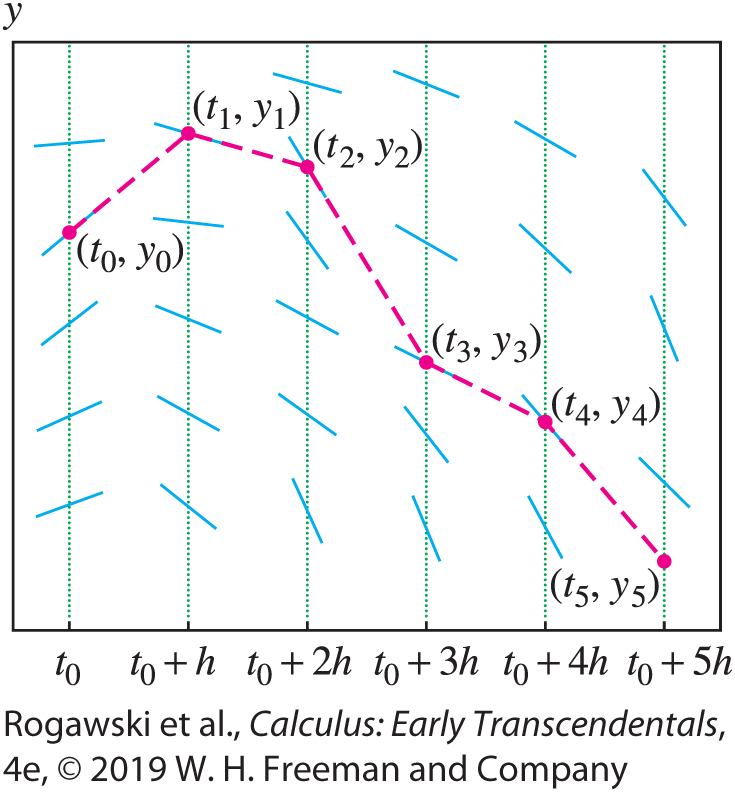 y
(t₁, y₁)
(t₂, y₂)
(t₀, y₀)
(t₃, y₃)
(t₄, y₄)
(t₅, y₅)
t₀ t₀ + h t₀ + 2h t₀ + 3h t₀ + 4h t₀ + 5h
Rogawski et al., Calculus: Early Transcendentals,
4e, © 2019 W. H. Freeman and Company